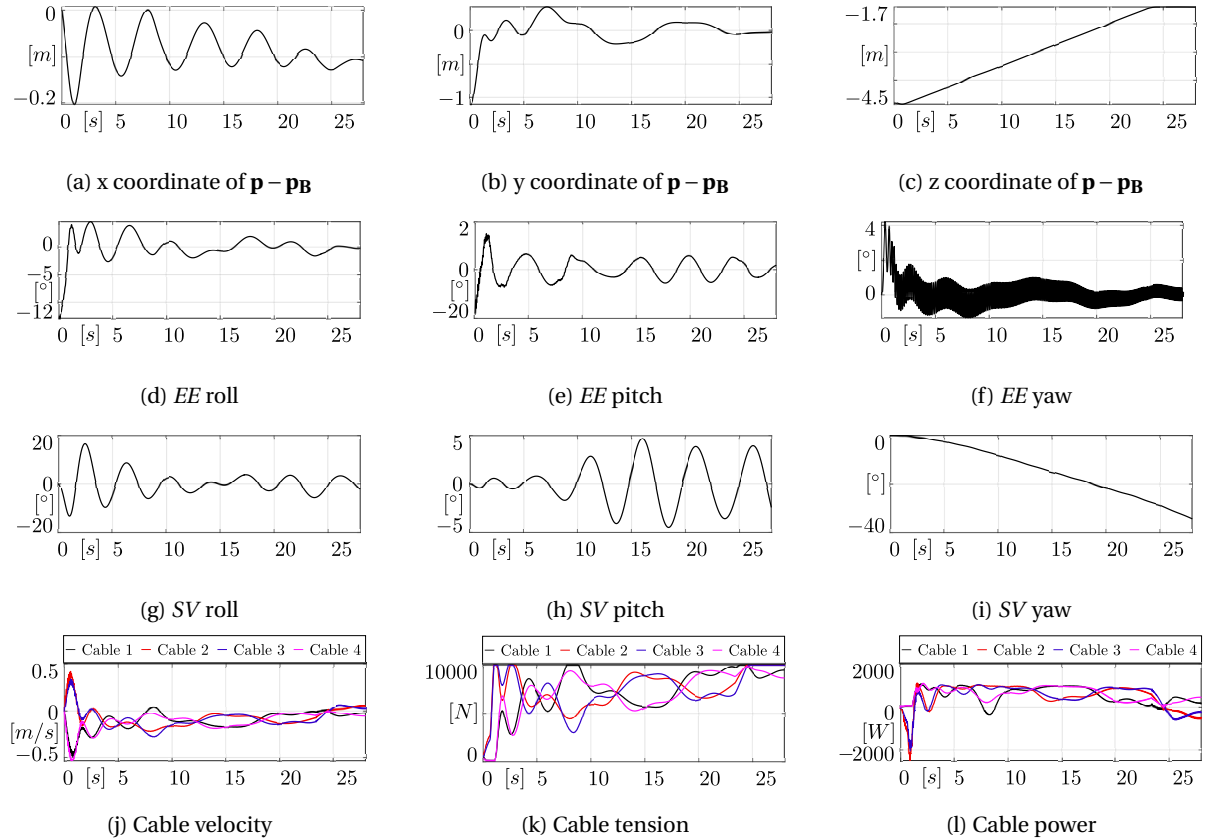 0 0 −1.7
[m] [m] [m]
−0.2 −1 −4.5
0 [s] 5 10 15 20 25 0 [s] 5 10 15 20 25 0 [s] 5 10 15 20 25
(a) x coordinate of p − pB (b) y coordinate of p − pB (c) z coordinate of p − pB
2 4
0 0 [°]
−5 [°] 0
[°] −20
−12
0 [s] 5 10 15 20 25 0 [s] 5 10 15 20 25 0 [s] 5 10 15 20 25
(d) EE roll (e) EE pitch (f) EE yaw
20 5 0
0 0 [°]
[°] [°]
−20 −5 −40
0 [s] 5 10 15 20 25 0 5 [s] 10 15 20 25 0 [s] 5 10 15 20 25
(g) SV roll (h) SV pitch (i) SV yaw
Cable 1 Cable 2 Cable 3 Cable 4 Cable 1 Cable 2 Cable 3 Cable 4 Cable 1 Cable 2 Cable 3 Cable 4
0.5 10000 2000
0 [N] 0
[m/s] [W]
−0.5 0 −2000
0 [s] 5 10 15 20 25 0 [s] 5 10 15 20 25 0 [s] 5 10 15 20 25
(j) Cable velocity (k) Cable tension (l) Cable power